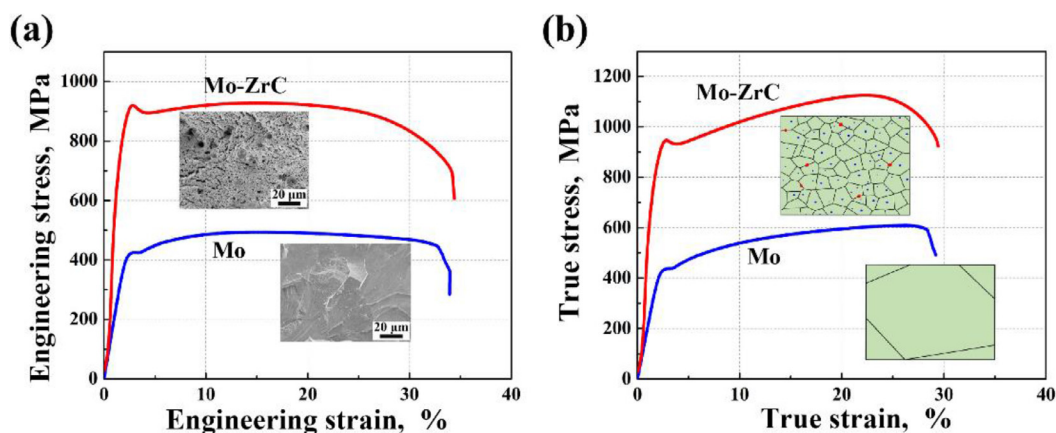 (a)
Engineering stress, MPa
1000
800
600
400
200
0
0
10
20
30
40
Engineering strain, %
Mo-ZrC
20 μm
Mo
20 μm
(b)
True stress, MPa
1200
1000
800
600
400
200
0
0
10
20
30
40
True strain, %
Mo-ZrC
Mo